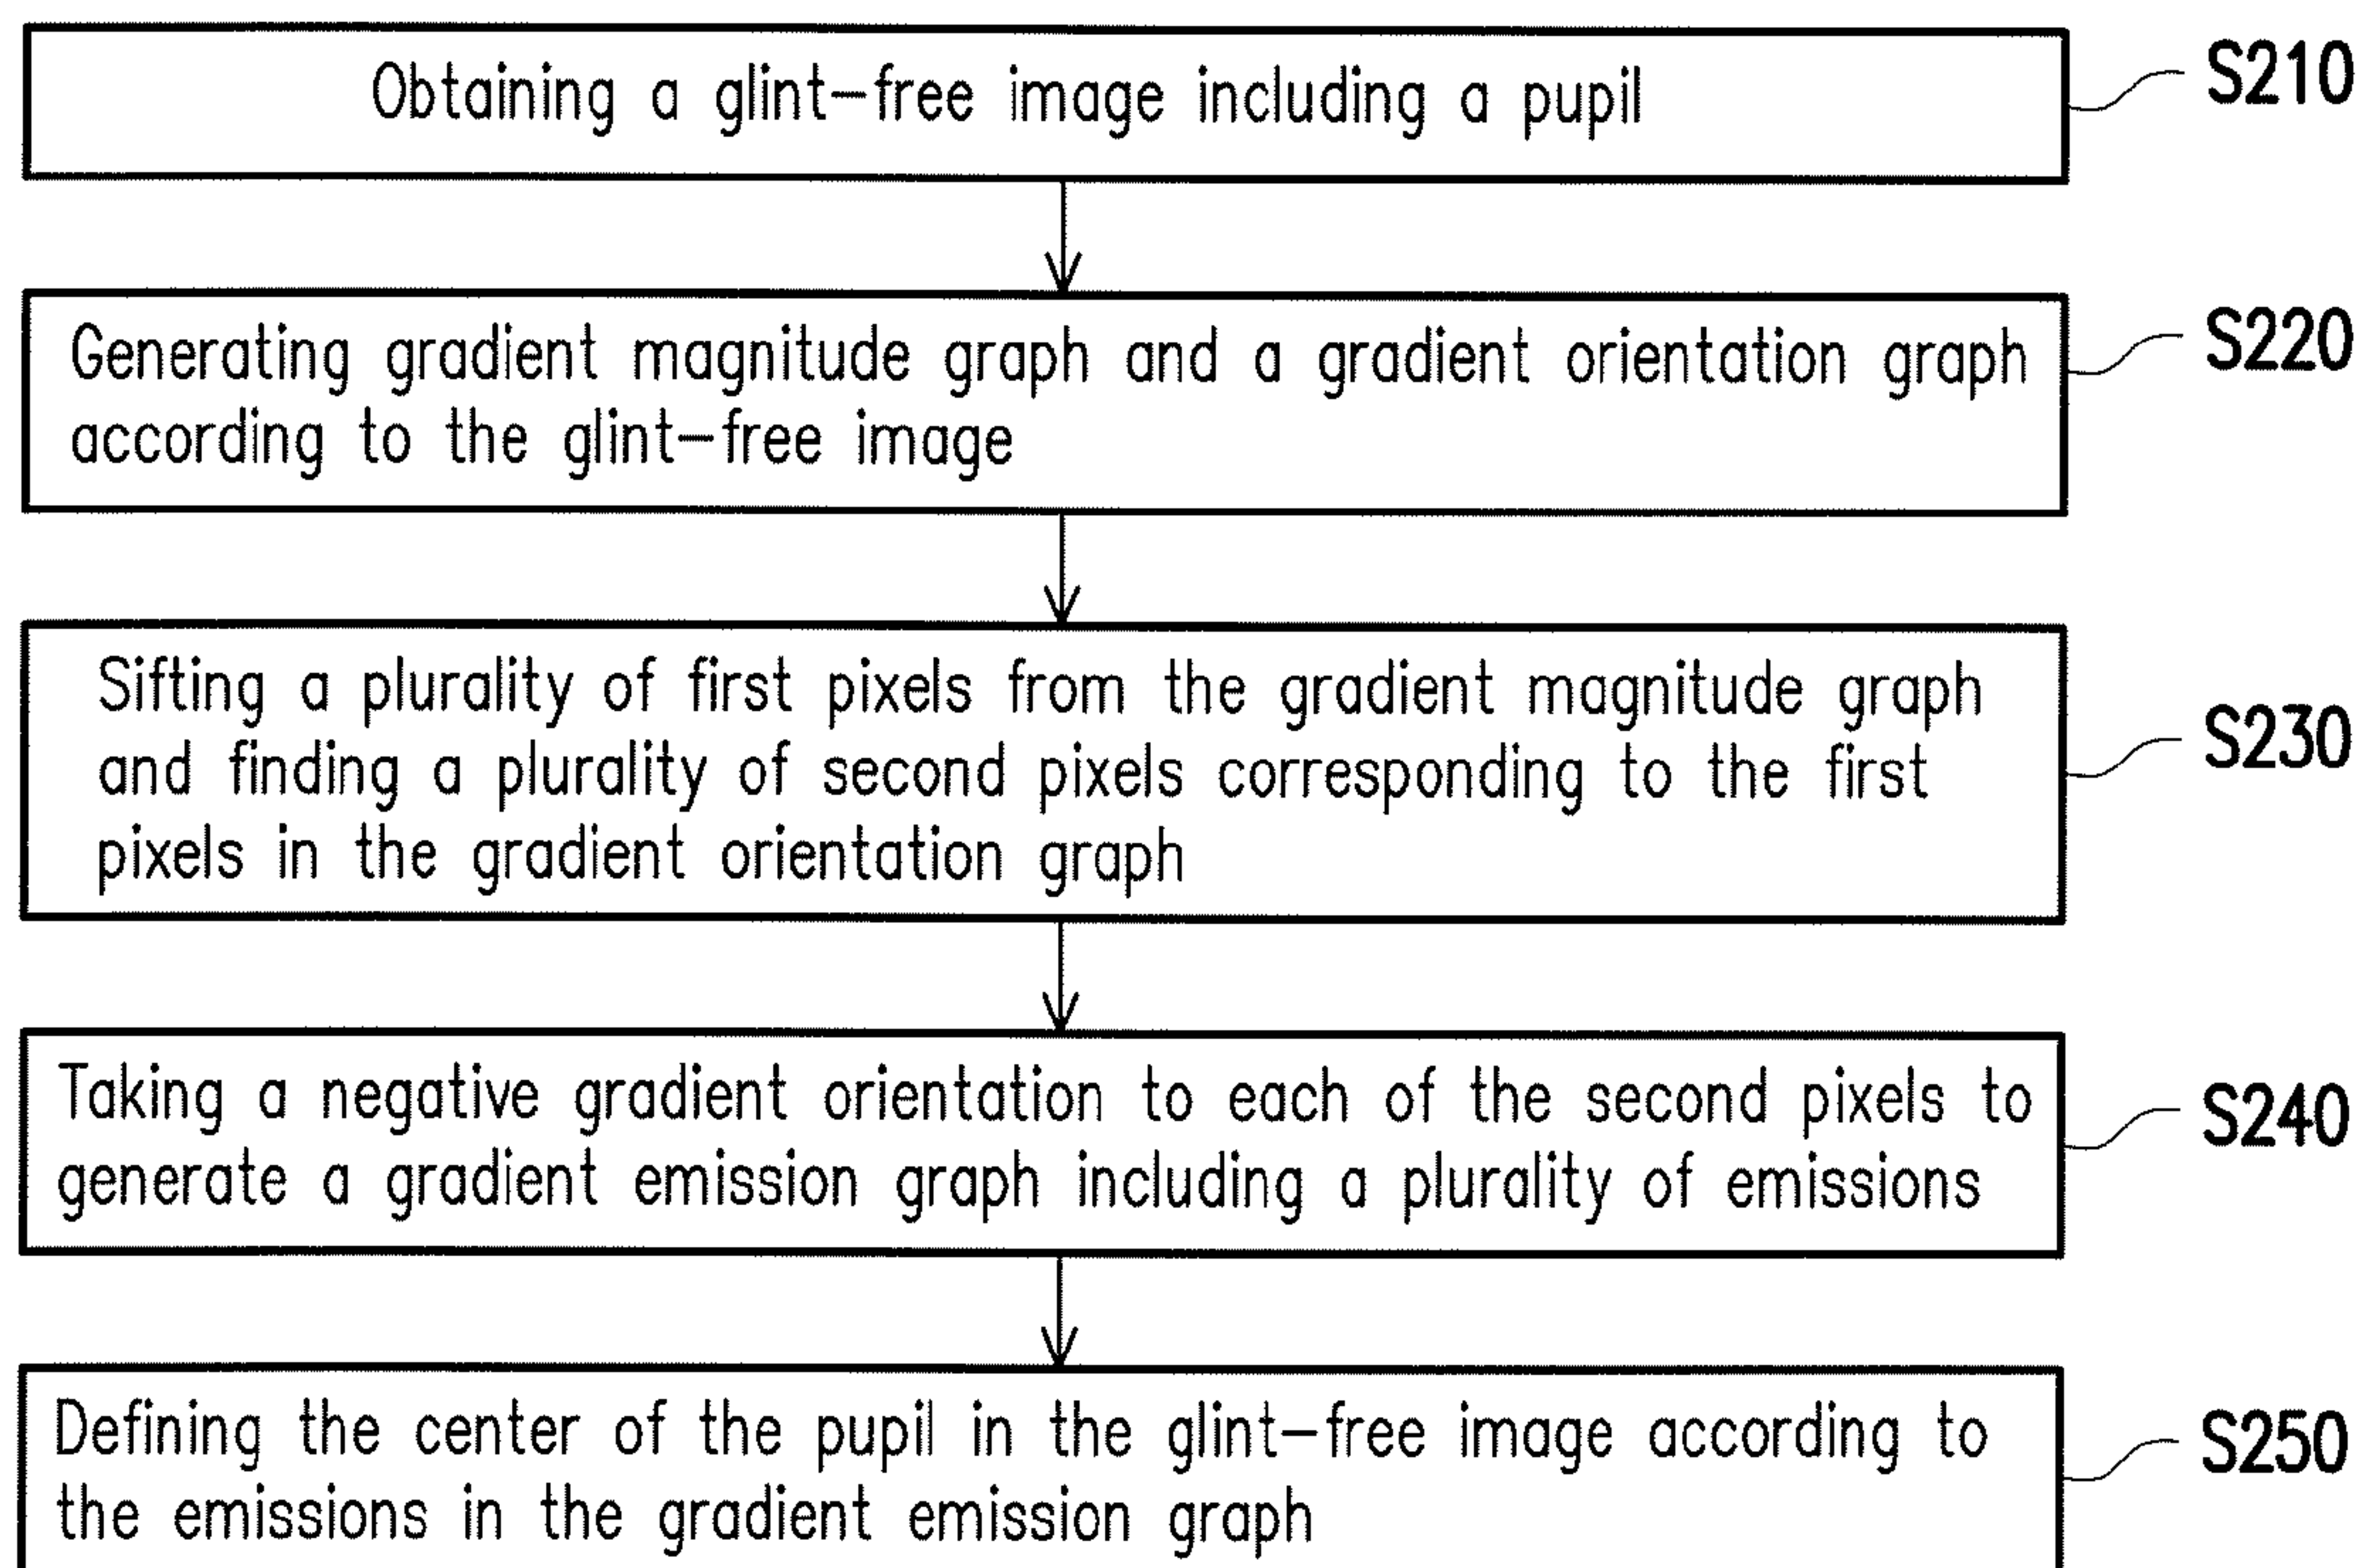 Obtaining a glint-free image including a pupil
S210
Generating gradient magnitude graph and a gradient orientation graph
according to the glint-free image
S220
Sifting a plurality of first pixels from the gradient magnitude graph
and finding a plurality of second pixels corresponding to the first
pixels in the gradient orientation graph
S230
Taking a negative gradient orientation to each of the second pixels to
generate a gradient emission graph including a plurality of emissions
S240
Defining the center of the pupil in the glint-free image according to
the emissions in the gradient emission graph
S250